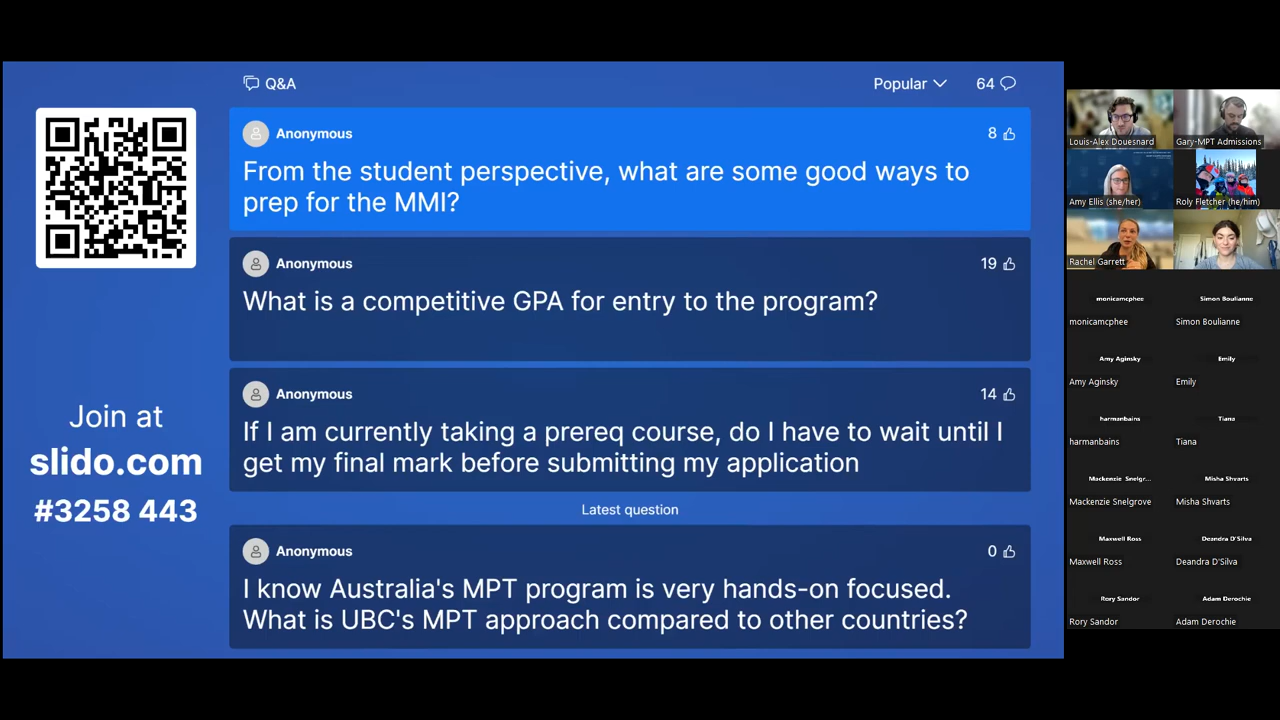 Q&A
Popular
64
Anonymous
8
From the student perspective, what are some good ways to
prep for the MMI?
Anonymous
19
What is a competitive GPA for entry to the program?
Anonymous
14
If I am currently taking a prereq course, do I have to wait until I
get my final mark before submitting my application
Latest question
Anonymous
0
I know Australia's MPT program is very hands-on focused.
What is UBC's MPT approach compared to other countries?
Join at
slido.com
#3258 443
Louis-Alex Douesnard
Gary-MPT Admissions
Amy Ellis (she/her)
Roly Fletcher (he/him)
Rachel Garrett
monicamcphee
monicamcphee
Simon Boulianne
Simon Boulianne
Amy Aginsky
Amy Aginsky
Emily
Emily
harmanbains
harmanbains
Tiana
Tiana
Mackenzie Snelgr...
Mackenzie Snelgrove
Misha Shvarts
Misha Shvarts
Maxwell Ross
Maxwell Ross
Deandra D'Silva
Deandra D'Silva
Rory Sandor
Rory Sandor
Adam Derochie
Adam Derochie